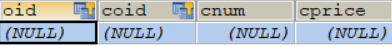 oid coid cnum cprice
(NULL) (NULL) (NULL) (NULL)